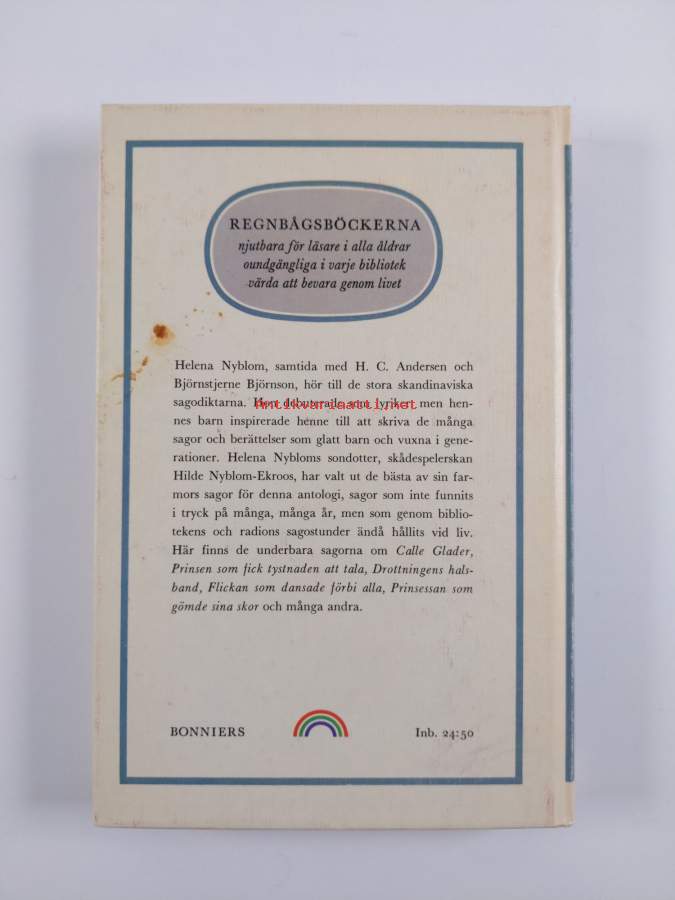 REGNBÅGSBÖCKERNA
njutbara för läsare i alla åldrar
oundgängliga i varje bibliotek
värda att bevara genom livet
Helena Nyblom, samtida med H. C. Andersen och
Björnstjerne Björnson, hör till de stora skandinaviska
sagodiktarna. Hon debuterade som lyriker, men hen-
antikvariaatti.net
nes barn inspirerade henne till att skriva de många
sagor och berättelser som glatt barn och vuxna i gene-
rationer. Helena Nybloms sondotter, skådespelerskan
Hilde Nyblom-Ekroos, har valt ut de bästa av sin far-
mors sagor för denna antologi, sagor som inte funnits
i tryck på många, många år, men som genom biblio-
tekens och radions sagostunder ändå hållits vid liv.
Här finns de underbara sagorna om Calle Glader,
Prinsen som fick tystnaden att tala, Drottningens hals-
band, Flickan som dansade förbi alla, Prinsessan som
gömde sina skor och många andra.
BONNIERS
Inb. 24:50